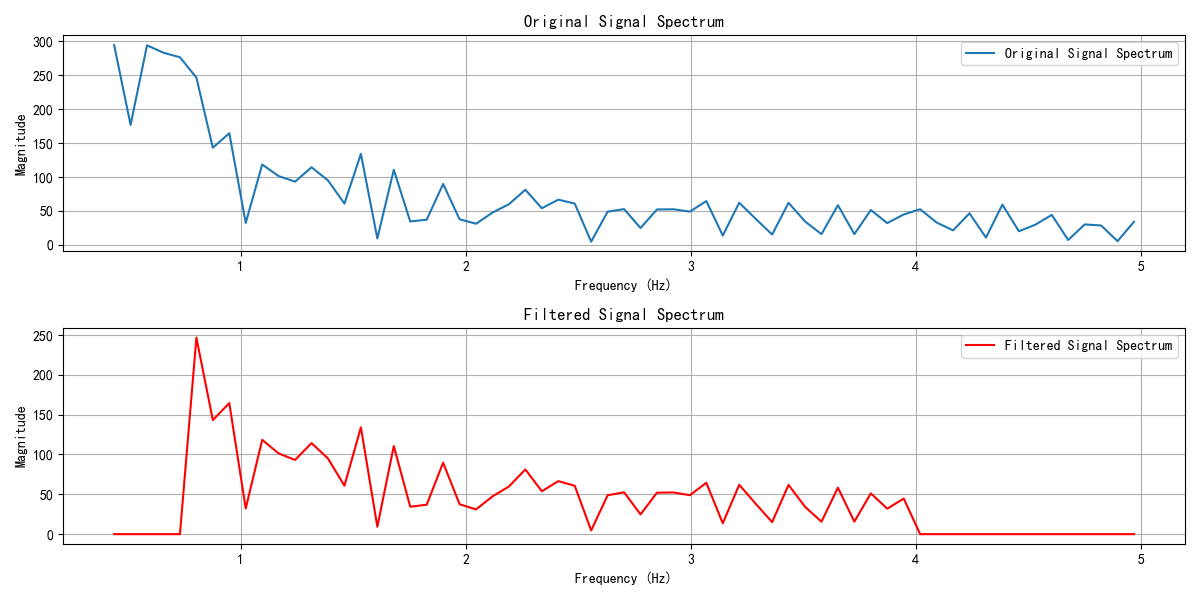 Original Signal Spectrum
300
250
200
150
100
50
0
Magnitude
Original Signal Spectrum
1 2 3 4 5
Frequency (Hz)
Filtered Signal Spectrum
250
200
150
100
50
0
Magnitude
Filtered Signal Spectrum
1 2 3 4 5
Frequency (Hz)